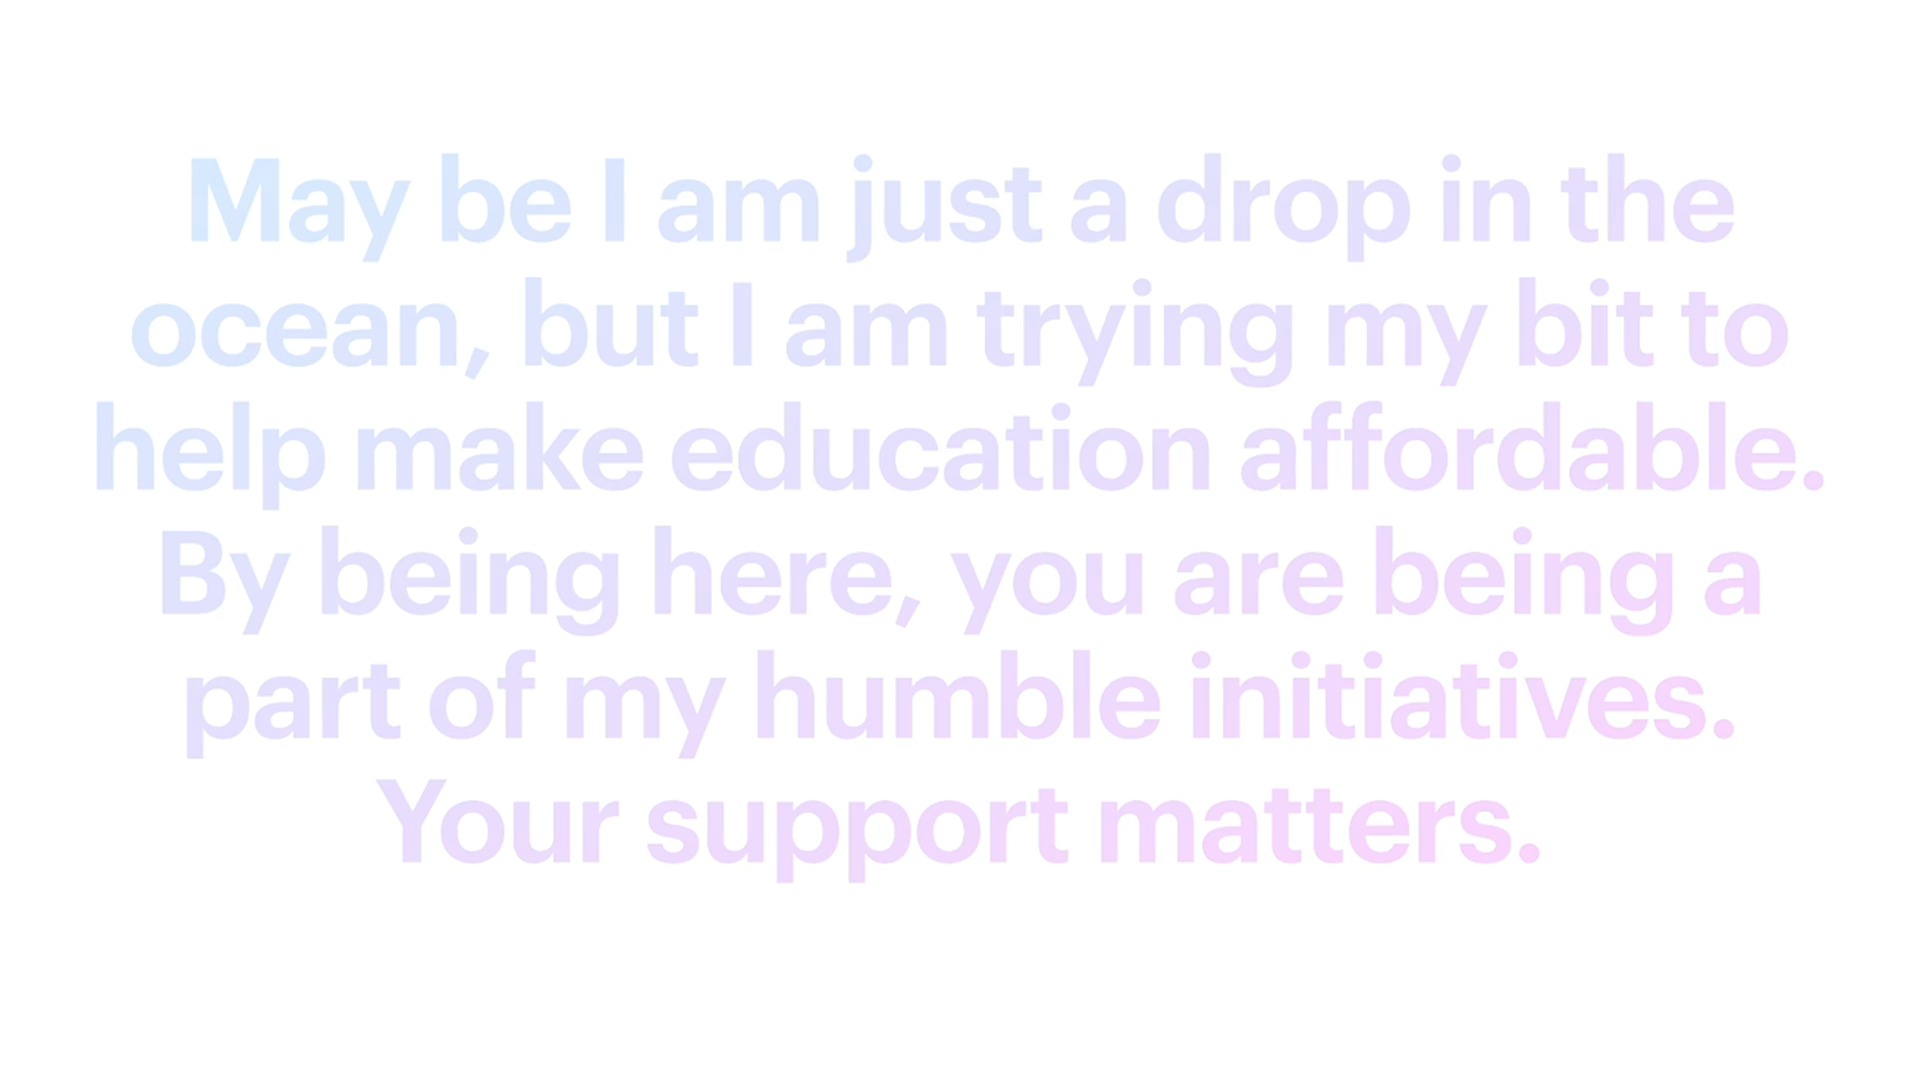 May be I am just a drop in the
ocean, but I am trying my bit to
help make education affordable.
By being here, you are being a
part of my humble initiatives.
Your support matters.